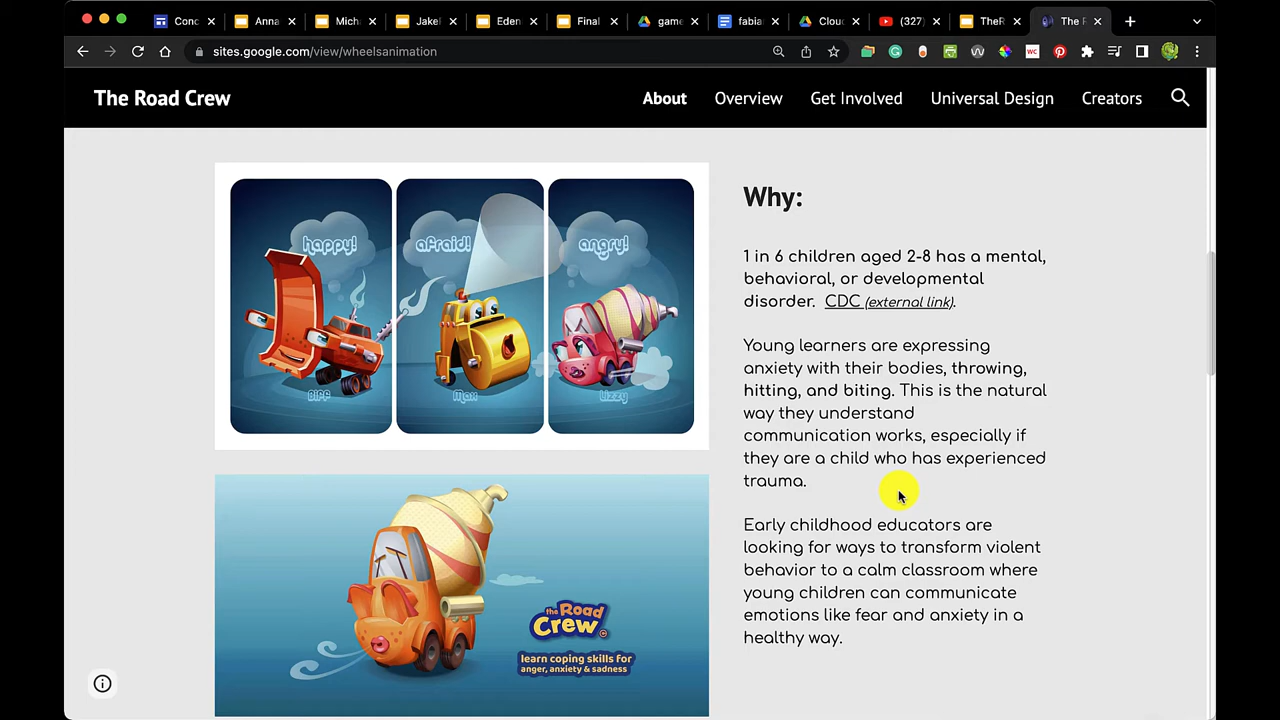 Conc
Anna
Micha
Jakel
Eden
Final
game
fabia
Clou
(327)
TheR
The R
sites.google.com/view/wheelsanimation
The Road Crew
About
Overview
Get Involved
Universal Design
Creators
happy!
afraid!
angry!
Biff
Max
Lizzy
the Road
Crew
learn coping skills for
anger, anxiety & sadness
Why:
1 in 6 children aged 2-8 has a mental,
behavioral, or developmental
disorder. CDC (external link).
Young learners are expressing
anxiety with their bodies, throwing,
hitting, and biting. This is the natural
way they understand
communication works, especially if
they are a child who has experienced
trauma.
Early childhood educators are
looking for ways to transform violent
behavior to a calm classroom where
young children can communicate
emotions like fear and anxiety in a
healthy way.